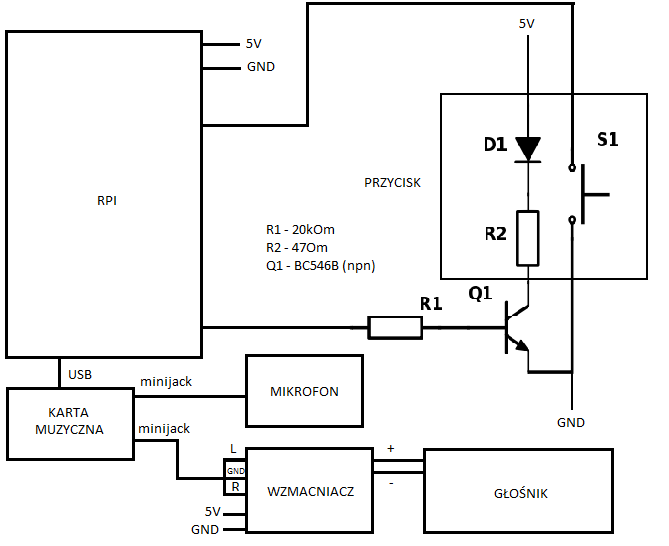 5V
GND
5V
D1
S1
RPI
PRZYCISK
R1 - 20kOm
R2 - 47Om
Q1 - BC546B (npn)
R2
Q1
R1
USB
minijack
MIKROFON
KARTA
MUZYCZNA
minijack
GND
L
GND
R
+
-
WZMACNIACZ
GŁOŚNIK
5V
GND